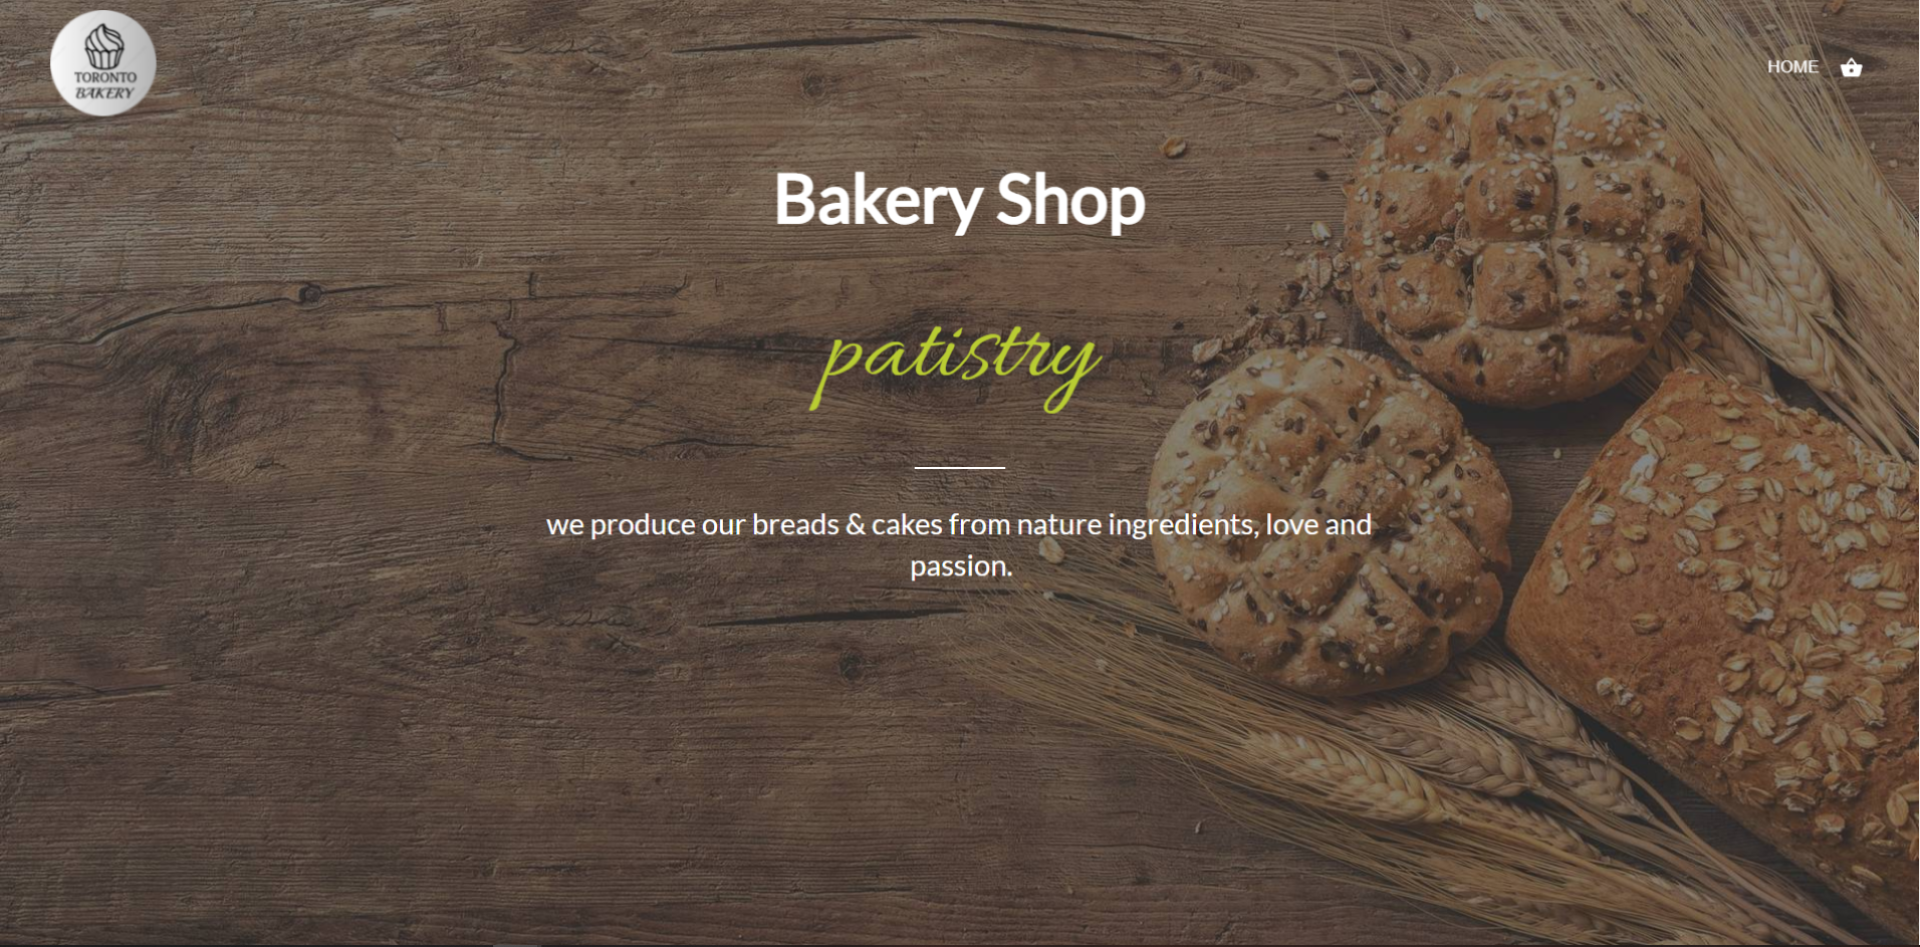 TORONTO
BAKERY
HOME
Bakery Shop
patistry
we produce our breads & cakes from nature ingredients, love and
passion.